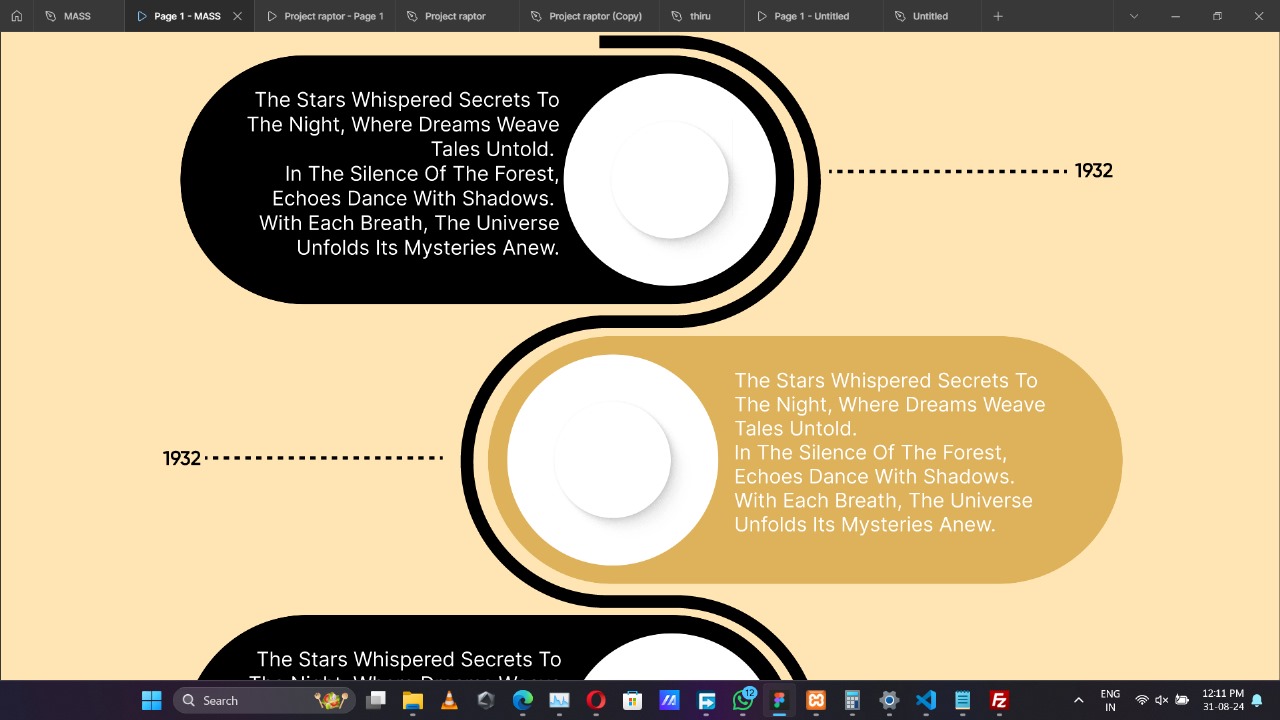 MASS
Page 1 - MASS
Project raptor - Page 1
Project raptor
Project raptor (Copy)
thiru
Page 1 - Untitled
Untitled
The Stars Whispered Secrets To
The Night, Where Dreams Weave
Tales Untold.
In The Silence Of The Forest,
Echoes Dance With Shadows.
With Each Breath, The Universe
Unfolds Its Mysteries Anew.
1932
The Stars Whispered Secrets To
The Night, Where Dreams Weave
Tales Untold.
In The Silence Of The Forest,
Echoes Dance With Shadows.
With Each Breath, The Universe
Unfolds Its Mysteries Anew.
1932
The Stars Whispered Secrets To
The Night, Where Dreams Weave
Search
12
ENG
IN
12:11 PM
31-08-24